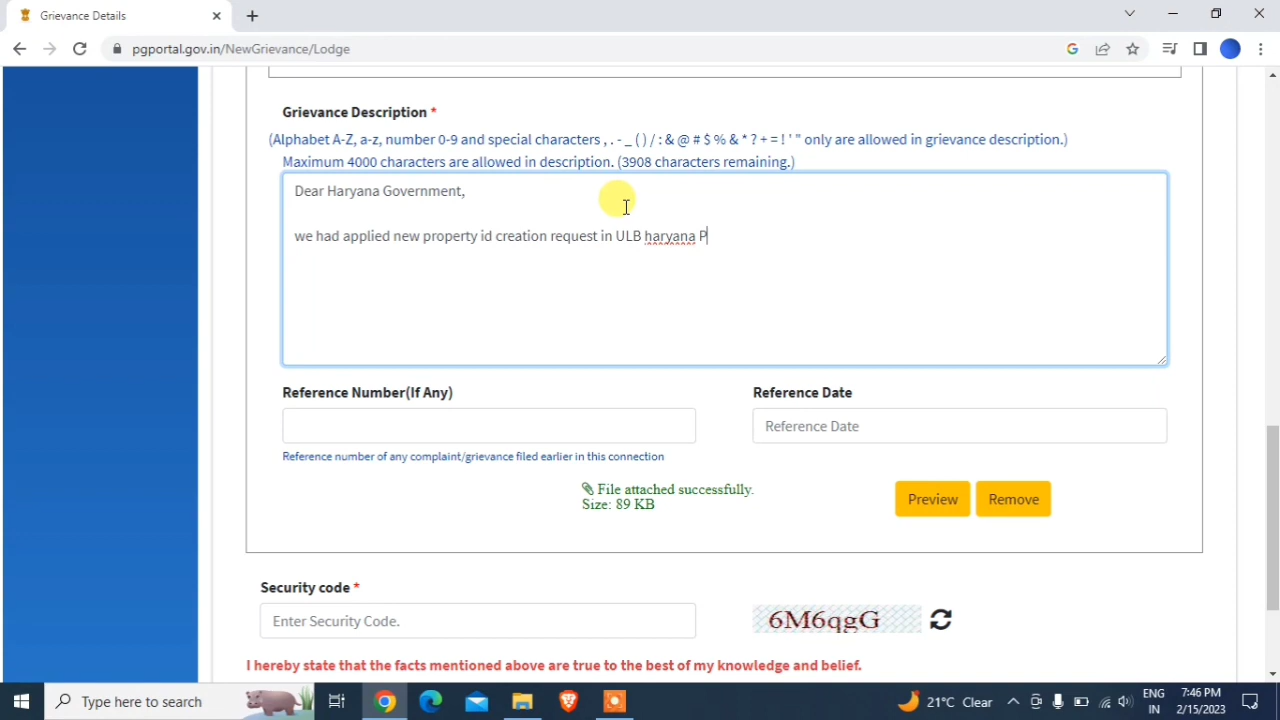 Grievance Details
pgportal.gov.in/NewGrievance/Lodge
Grievance Description *
(Alphabet A-Z, a-z, number 0-9 and special characters , . - _ ( ) / : & @ # $ % & * ? + = ! ' " only are allowed in grievance description.)
Maximum 4000 characters are allowed in description. (3908 characters remaining.)
Dear Haryana Government,
we had applied new property id creation request in ULB haryana P
Reference Number(If Any)
Reference Date
Reference Date
Reference number of any complaint/grievance filed earlier in this connection
File attached successfully.
Size: 89 KB
Preview
Remove
Security code *
Enter Security Code.
6M6qgG
I hereby state that the facts mentioned above are true to the best of my knowledge and belief.
Type here to search
21°C Clear
ENG
IN
7:46 PM
2/15/2023